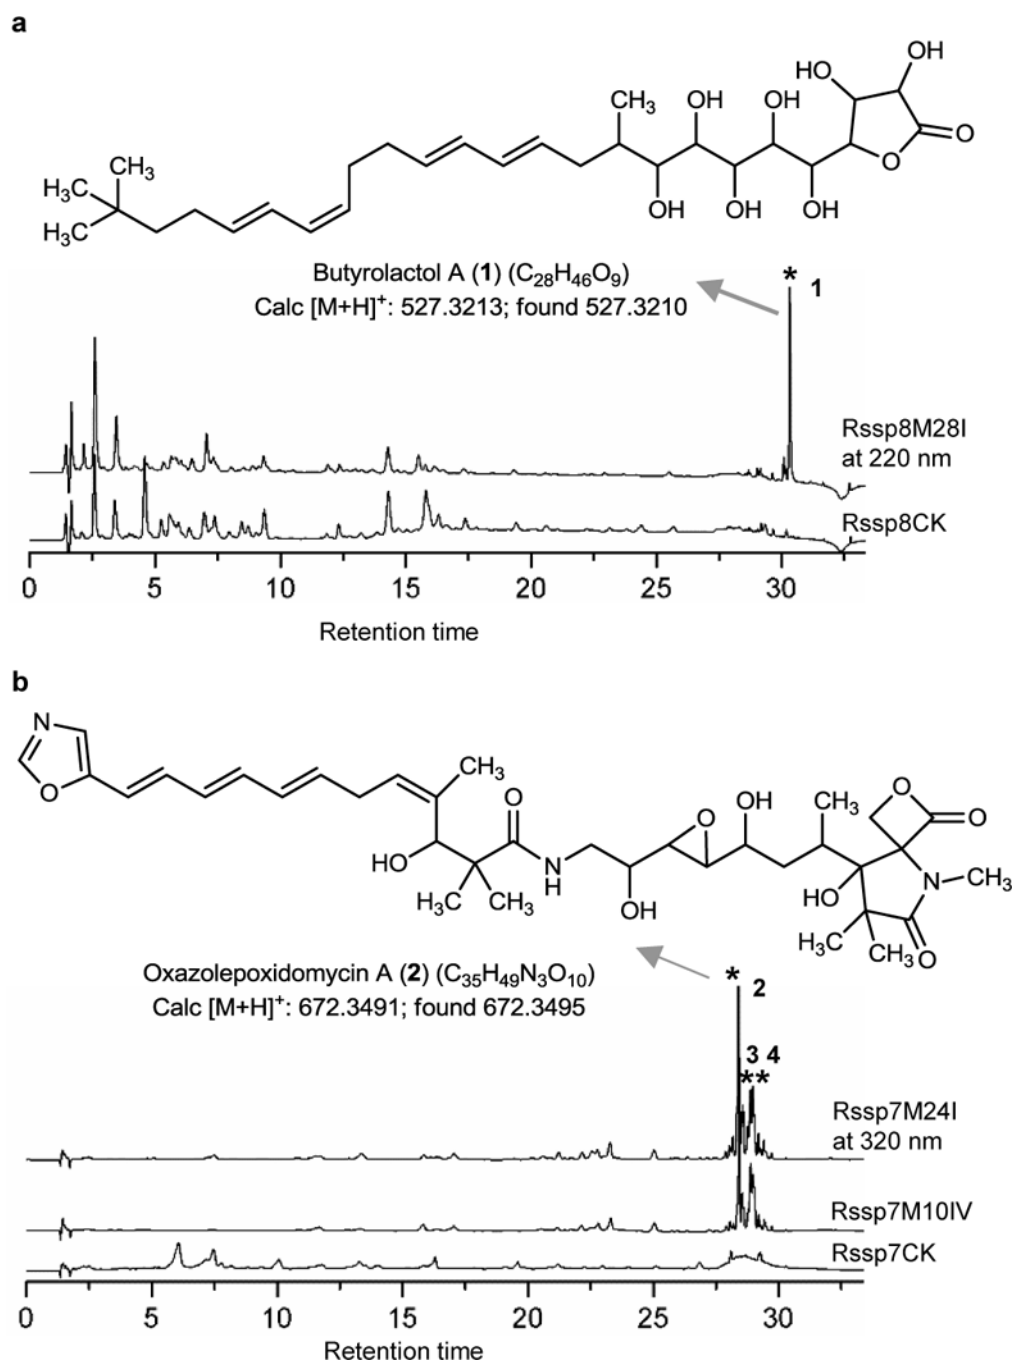 a
OH
HO
CH₃
OH
OH
O
O
CH₃
H₃C
H₃C
OH
OH
OH
Butyrolactol A (1) (C₂₈H₄₆O₉)
Calc [M+H]⁺: 527.3213; found 527.3210
* 1
Rssp8M28I
at 220 nm
Rssp8CK
0 5 10 15 20 25 30
Retention time
b
N
O
CH₃
O
OH
O
CH₃
O
O
HO
H₃C
CH₃
N
H
OH
HO
N
CH₃
H₃C
CH₃
O
Oxazolepoxidomycin A (2) (C₃₅H₄₉N₃O₁₀)
Calc [M+H]⁺: 672.3491; found 672.3495
* 2
3 4
**
Rssp7M24I
at 320 nm
Rssp7M10IV
Rssp7CK
0 5 10 15 20 25 30
Retention time